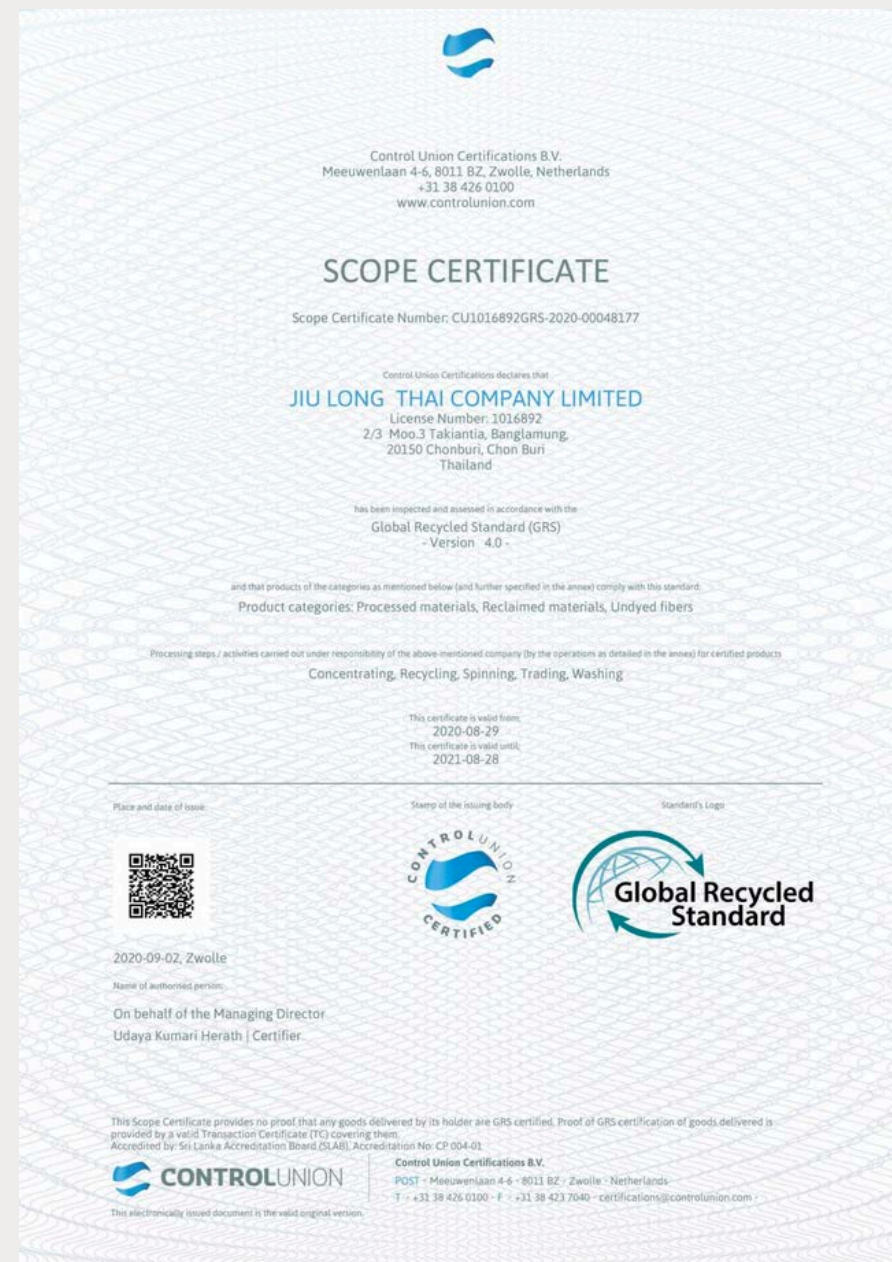 Control Union Certifications B.V.
Meeuwenlaan 4-6, 8011 BZ, Zwolle, Netherlands
+31 38 426 0100
www.controlunion.com
SCOPE CERTIFICATE
Scope Certificate Number: CU1016892GRS-2020-00048177
Control Union Certifications declares that
JIU LONG THAI COMPANY LIMITED
License Number: 1016892
2/3 Moo.3 Takiantia, Banglamung,
20150 Chonburi, Chon Buri
Thailand
has been inspected and assessed in accordance with the
Global Recycled Standard (GRS)
- Version 4.0 -
and that products of the categories as mentioned below (and further specified in the annex) comply with this standard:
Product categories: Processed materials, Reclaimed materials, Undyed fibers
Processing steps / activities carried out under responsibility of the above-mentioned company (by the operations as detailed in the annex) for certified products
Concentrating, Recycling, Spinning, Trading, Washing
This certificate is valid from:
2020-08-29
This certificate is valid until:
2021-08-28
Place and date of issue:
Stamp of the issuing body
Standard's Logo
CONTROLUNION
CERTIFIED
Global Recycled
Standard
2020-09-02, Zwolle
Name of authorised person:
On behalf of the Managing Director
Udaya Kumari Herath | Certifier
This Scope Certificate provides no proof that any goods delivered by its holder are GRS certified. Proof of GRS certification of goods delivered is
provided by a valid Transaction Certificate (TC) covering them.
Accredited by: Sri Lanka Accreditation Board (SLAB), Accreditation No: CP 004-01
CONTROLUNION
Control Union Certifications B.V.
POST - Meeuwenlaan 4-6 - 8011 BZ - Zwolle - Netherlands
T - +31 38 426 0100 - F - +31 38 423 7040 - certifications@controlunion.com -
This electronically issued document is the valid original version.